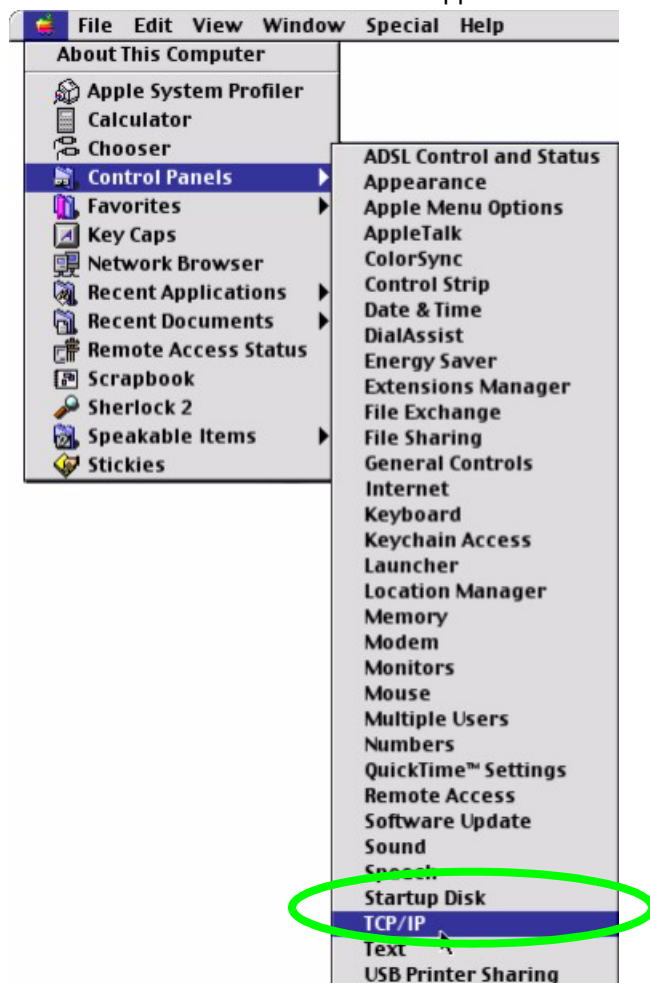 File Edit View Window Special Help
About This Computer
Apple System Profiler
Calculator
Chooser
Control Panels
Favorites
Key Caps
Network Browser
Recent Applications
Recent Documents
Remote Access Status
Scrapbook
Sherlock 2
Speakable Items
Stickies
ADSL Control and Status
Appearance
Apple Menu Options
AppleTalk
ColorSync
Control Strip
Date & Time
DialAssist
Energy Saver
Extensions Manager
File Exchange
File Sharing
General Controls
Internet
Keyboard
Keychain Access
Launcher
Location Manager
Memory
Modem
Monitors
Mouse
Multiple Users
Numbers
QuickTime™ Settings
Remote Access
Software Update
Sound
Speech
Startup Disk
TCP/IP
Text
USB Printer Sharing